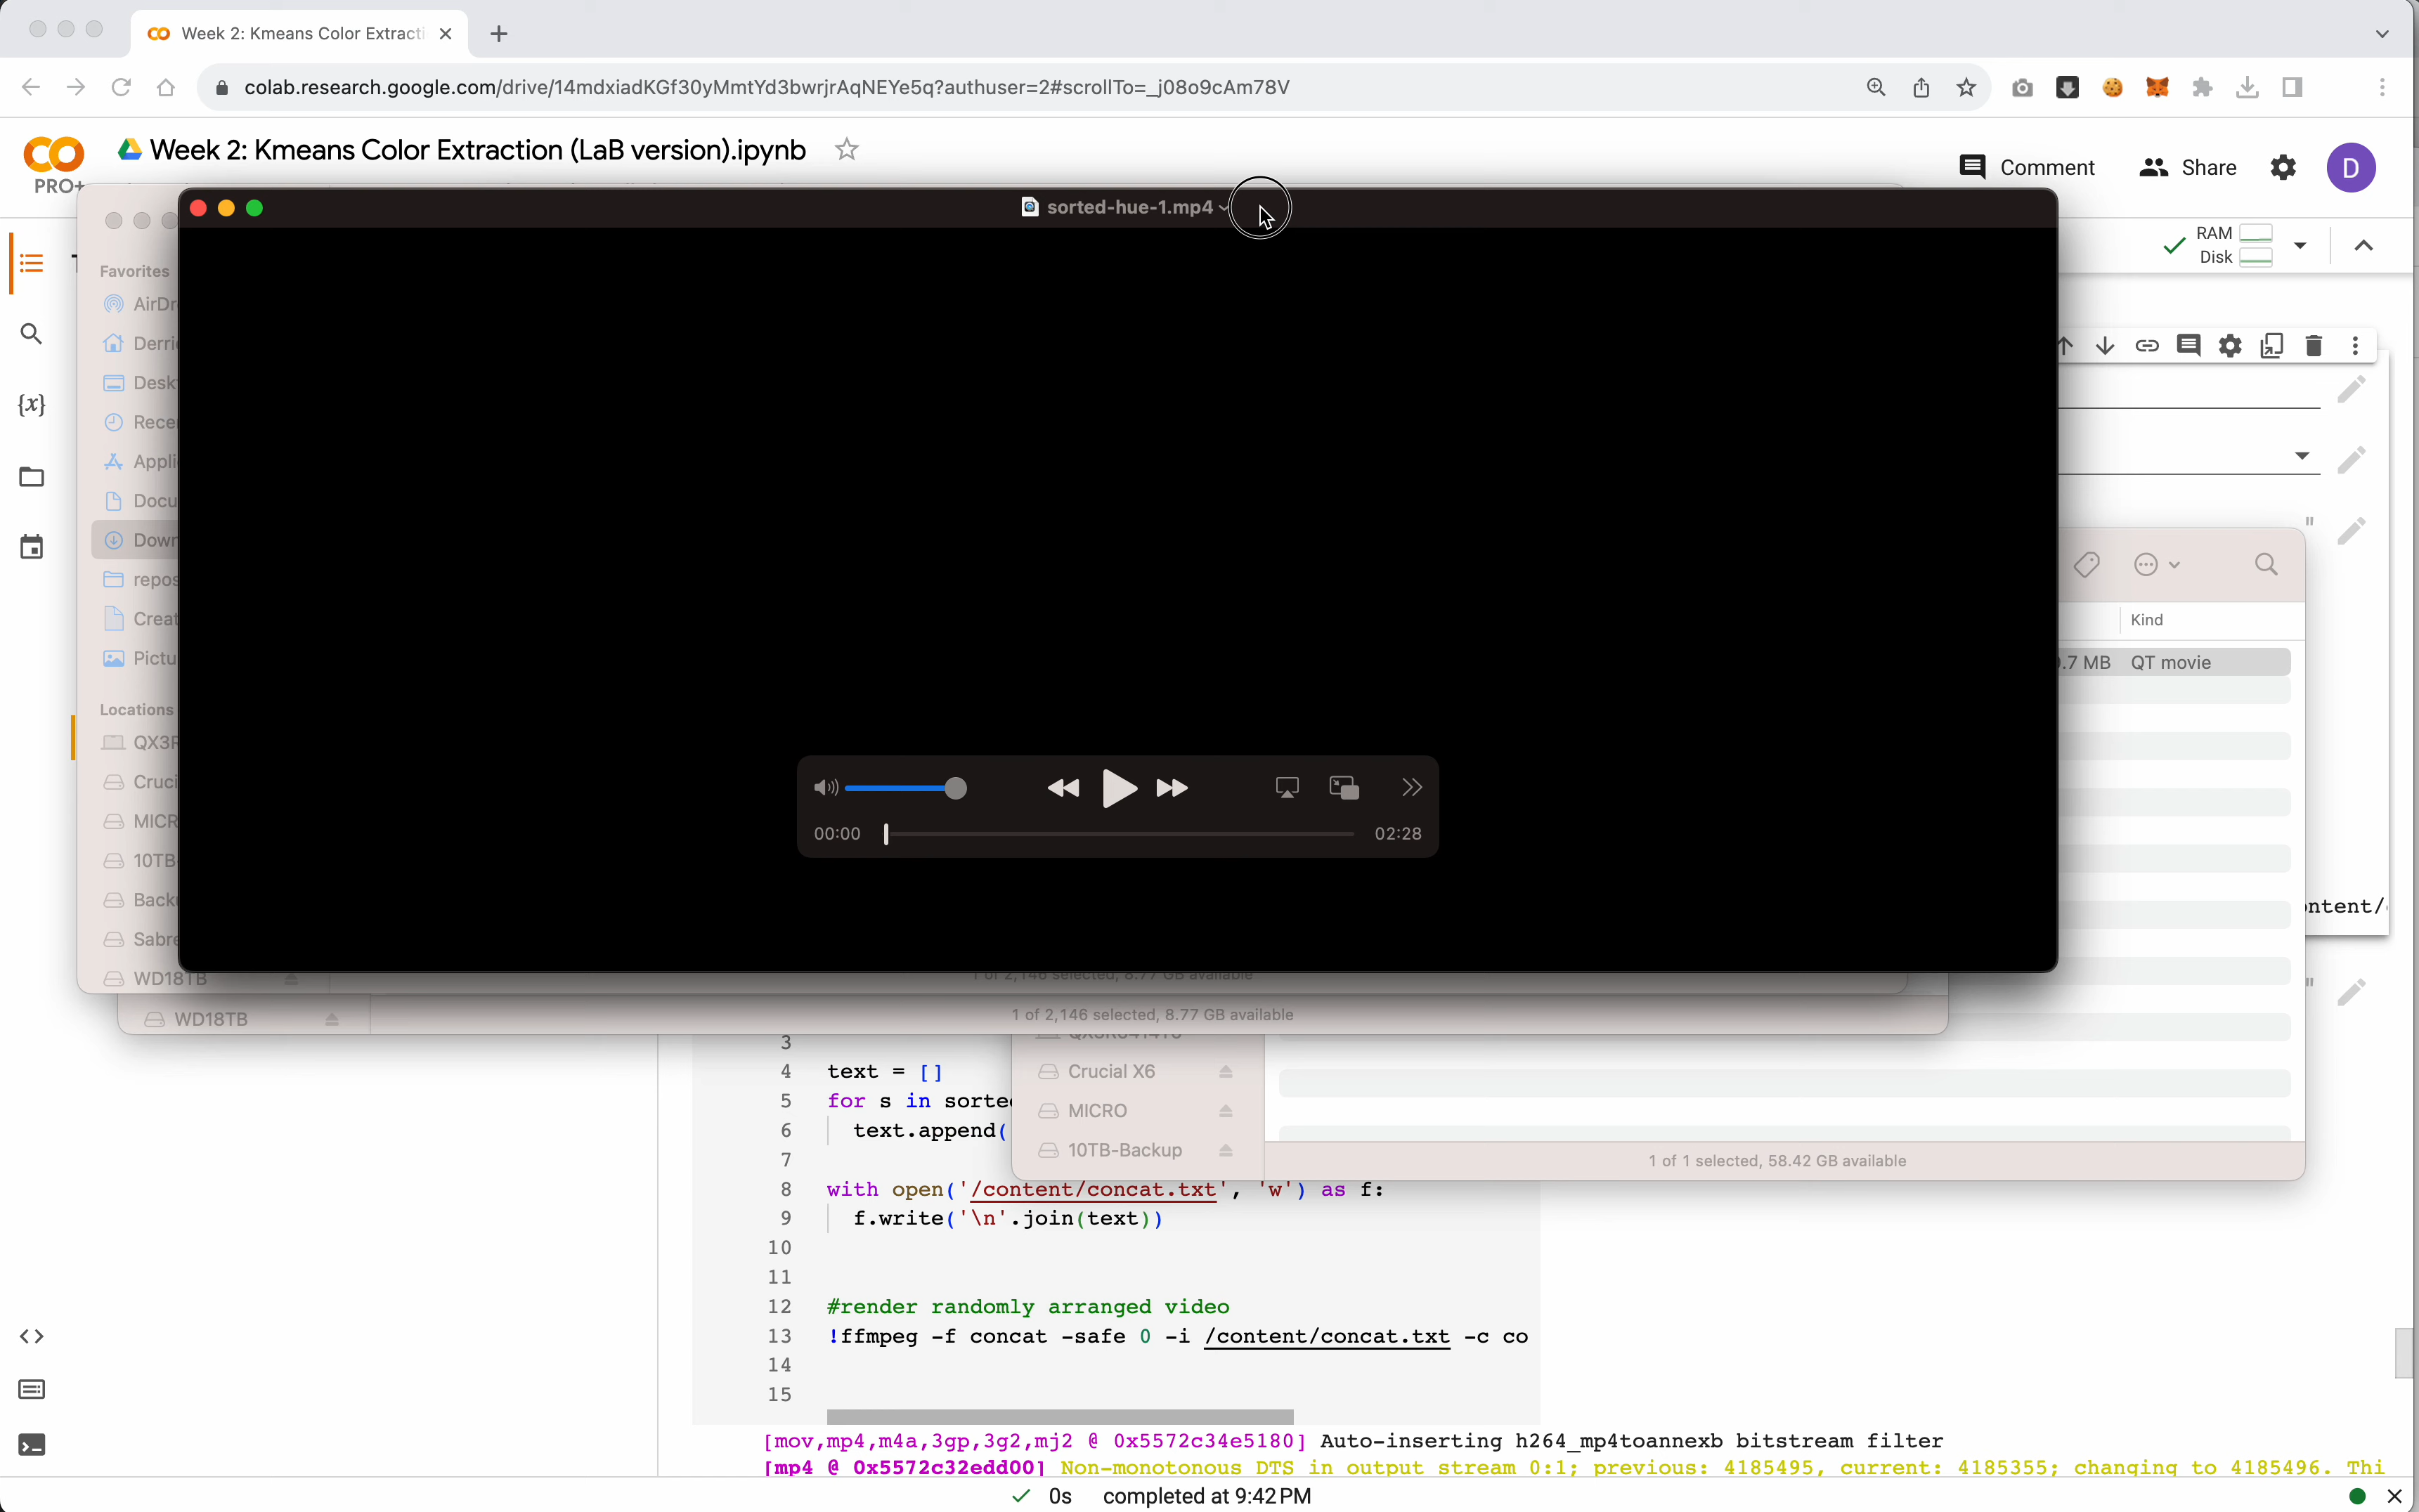 Week 2: Kmeans Color Extracti
colab.research.google.com/drive/14mdxiadKGf30yMmtYd3bwrjrAqNEYe5q?authuser=2#scrollTo=_j08o9cAm78V
PRO+
Week 2: Kmeans Color Extraction (LaB version).ipynb
Comment
Share
D
RAM
Disk
sorted-hue-1.mp4
Favorites
AirDr
Derri
Desk
Rece
Appli
Docu
Down
repos
Creat
Pictu
Locations
QX3R
Cruci
MICR
10TB
Back
Sabre
WD18TB
{x}
00:00
02:28
Kind
.7 MB QT movie
"
ntent/
"
1 of 2,146 selected, 8.77 GB available
WD18TB
1 of 2,146 selected, 8.77 GB available
Crucial X6
MICRO
10TB-Backup
1 of 1 selected, 58.42 GB available
3
4 text = []
5 for s in sorte
6 text.append(
7
8 with open('/content/concat.txt', 'w') as f:
9 f.write('\n'.join(text))
10
11
12 #render randomly arranged video
13 !ffmpeg -f concat -safe 0 -i /content/concat.txt -c co
14
15
[mov,mp4,m4a,3gp,3g2,mj2 @ 0x5572c34e5180] Auto-inserting h264_mp4toannexb bitstream filter
[mp4 @ 0x5572c32edd00] Non-monotonous DTS in output stream 0:1; previous: 4185495, current: 4185355; changing to 4185496. Thi
0s completed at 9:42 PM